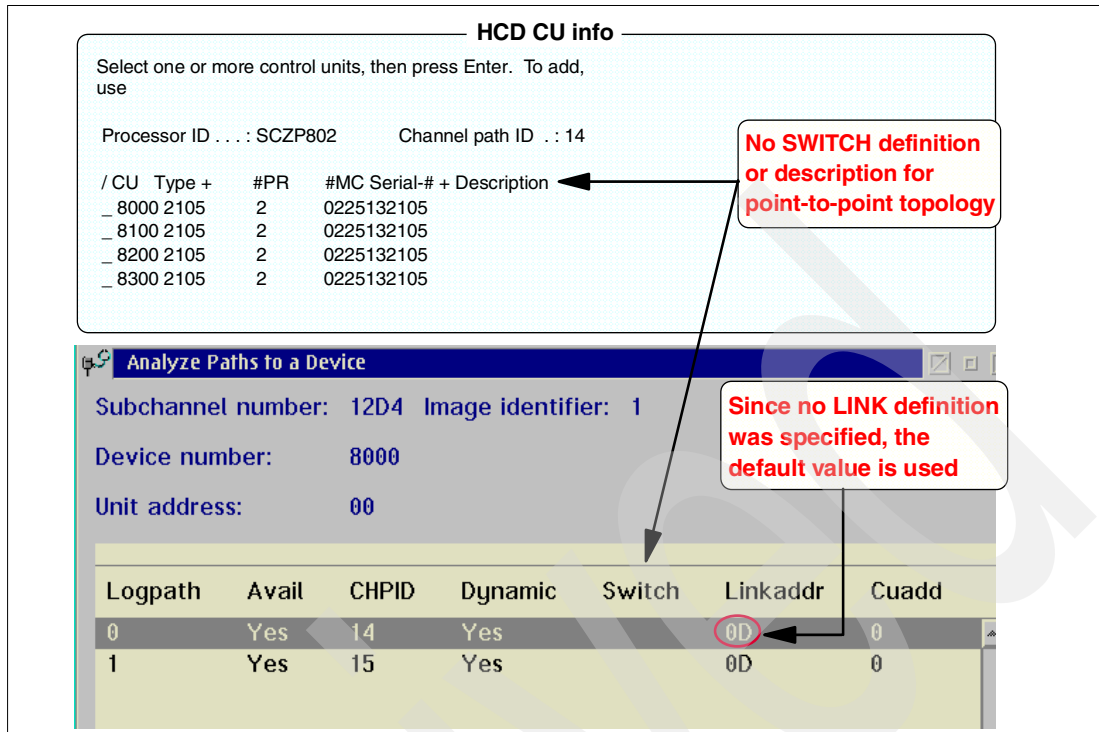 HCD CU info
Select one or more control units, then press Enter. To add,
use
Processor ID . . . : SCZP802 Channel path ID . : 14
/ CU Type + #PR #MC Serial-# + Description
_ 8000 2105 2 0225132105
_ 8100 2105 2 0225132105
_ 8200 2105 2 0225132105
_ 8300 2105 2 0225132105
No SWITCH definition
or description for
point-to-point topology
Analyze Paths to a Device
Subchannel number: 12D4 Image identifier: 1
Device number: 8000
Unit address: 00
Since no LINK definition
was specified, the
default value is used
Logpath Avail CHPID Dynamic Switch Linkaddr Cuadd
0 Yes 14 Yes 0D 0
1 Yes 15 Yes 0D 0